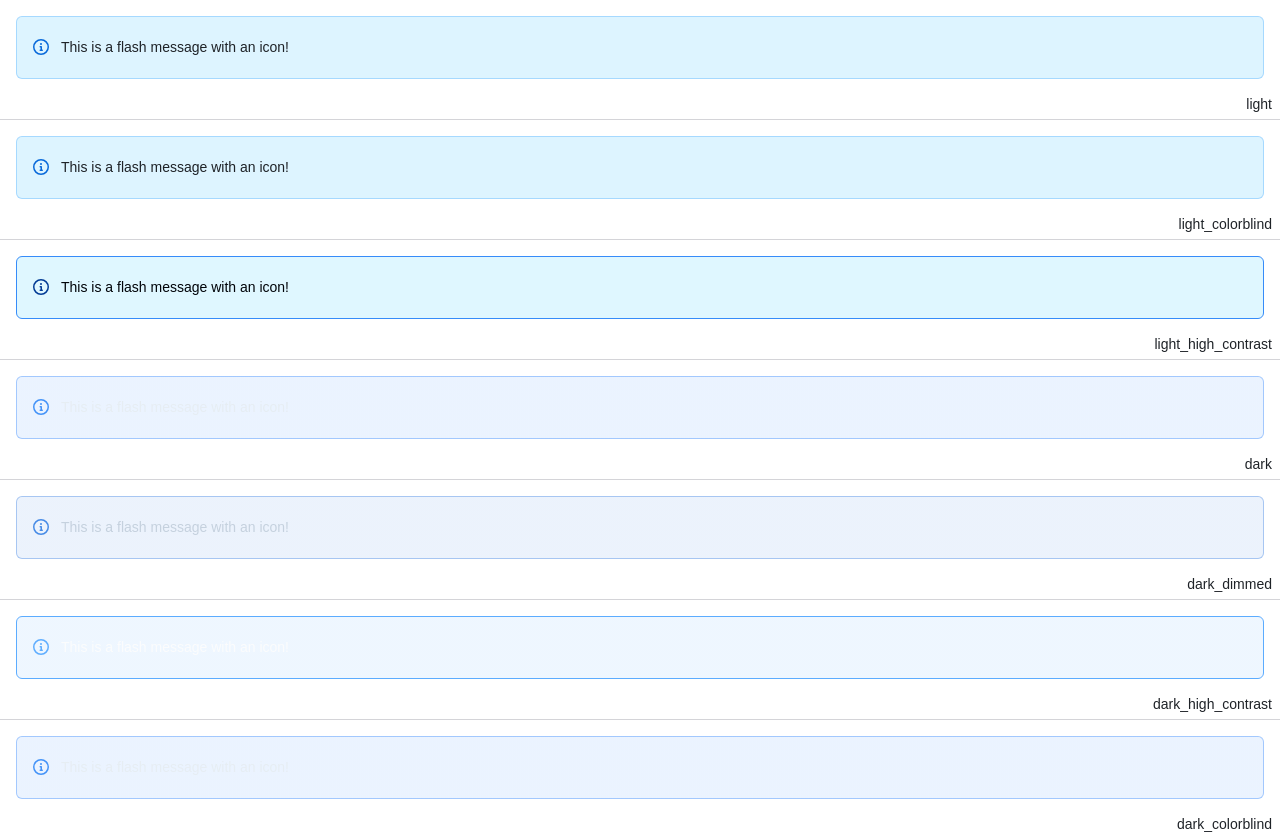 This is a flash message with an icon!
light
This is a flash message with an icon!
light_colorblind
This is a flash message with an icon!
light_high_contrast
This is a flash message with an icon!
dark
This is a flash message with an icon!
dark_dimmed
This is a flash message with an icon!
dark_high_contrast
This is a flash message with an icon!
dark_colorblind